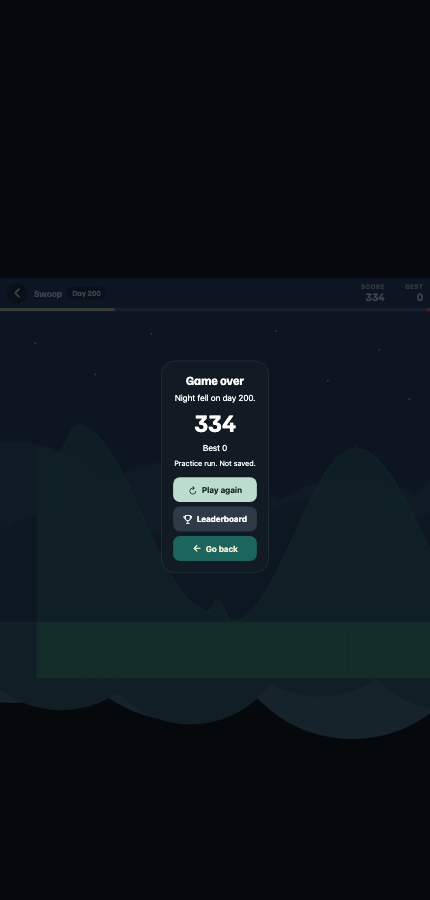 Swoop Day 200
SCORE BEST
334 0
Game over
Night fell on day 200.
334
Best 0
Practice run. Not saved.
Play again
Leaderboard
Go back